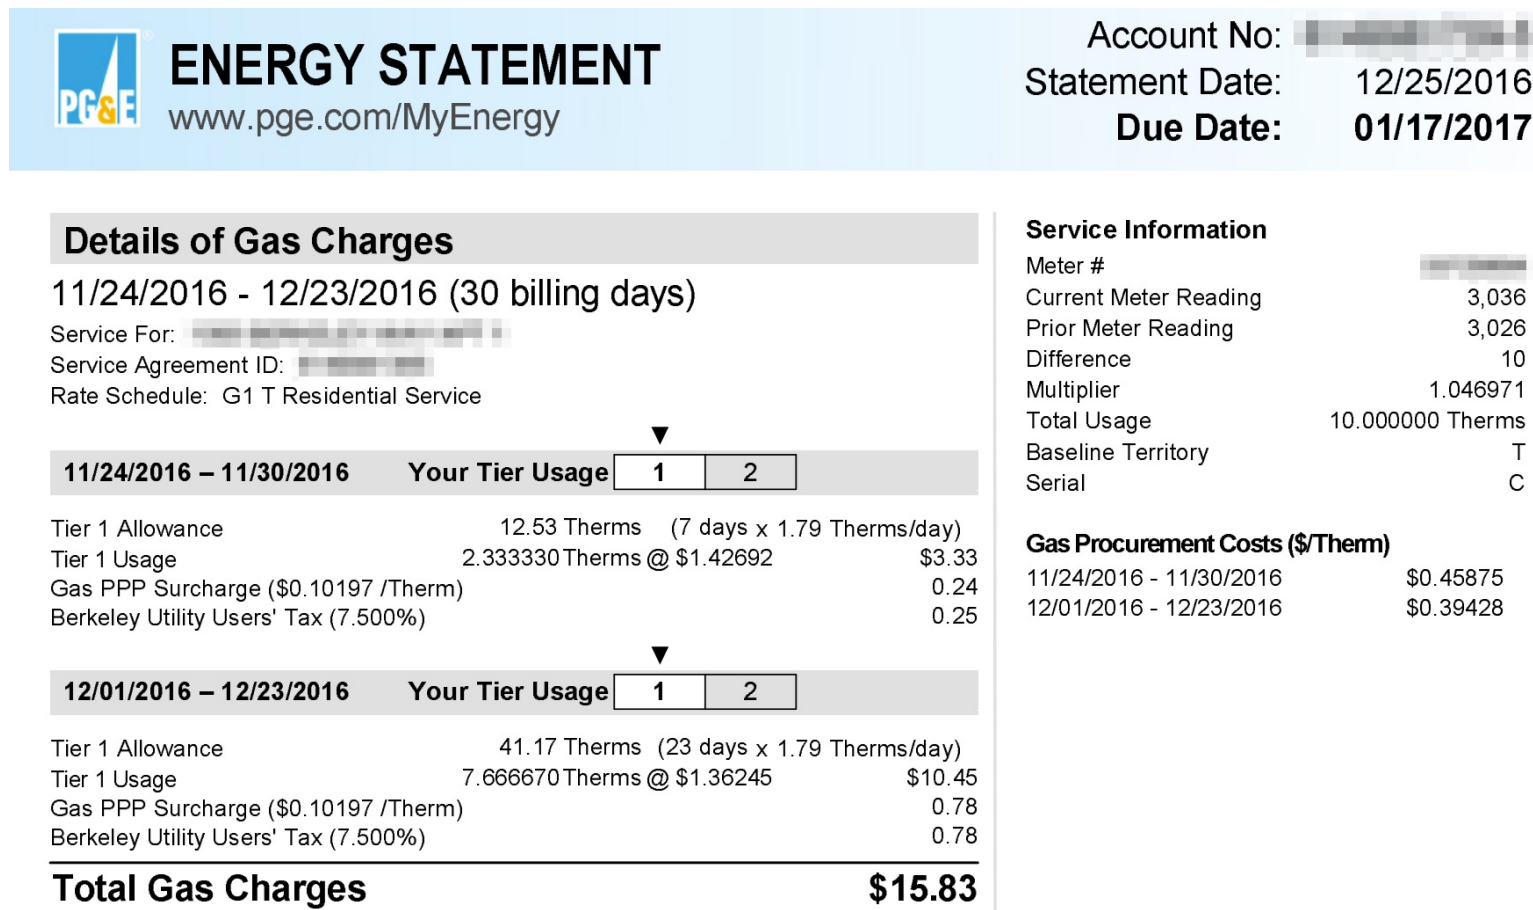 PG&E
®
ENERGY STATEMENT
www.pge.com/MyEnergy
Account No:
Statement Date: 12/25/2016
Due Date: 01/17/2017
Details of Gas Charges
11/24/2016 - 12/23/2016 (30 billing days)
Service For:
Service Agreement ID:
Rate Schedule: G1 T Residential Service
▼
11/24/2016 – 11/30/2016 Your Tier Usage 1 2
Tier 1 Allowance 12.53 Therms (7 days x 1.79 Therms/day)
Tier 1 Usage 2.333330 Therms @ $1.42692 $3.33
Gas PPP Surcharge ($0.10197 /Therm) 0.24
Berkeley Utility Users' Tax (7.500%) 0.25
▼
12/01/2016 – 12/23/2016 Your Tier Usage 1 2
Tier 1 Allowance 41.17 Therms (23 days x 1.79 Therms/day)
Tier 1 Usage 7.666670 Therms @ $1.36245 $10.45
Gas PPP Surcharge ($0.10197 /Therm) 0.78
Berkeley Utility Users' Tax (7.500%) 0.78
Total Gas Charges $15.83
Service Information
Meter #
Current Meter Reading 3,036
Prior Meter Reading 3,026
Difference 10
Multiplier 1.046971
Total Usage 10.000000 Therms
Baseline Territory T
Serial C
Gas Procurement Costs ($/Therm)
11/24/2016 - 11/30/2016 $0.45875
12/01/2016 - 12/23/2016 $0.39428